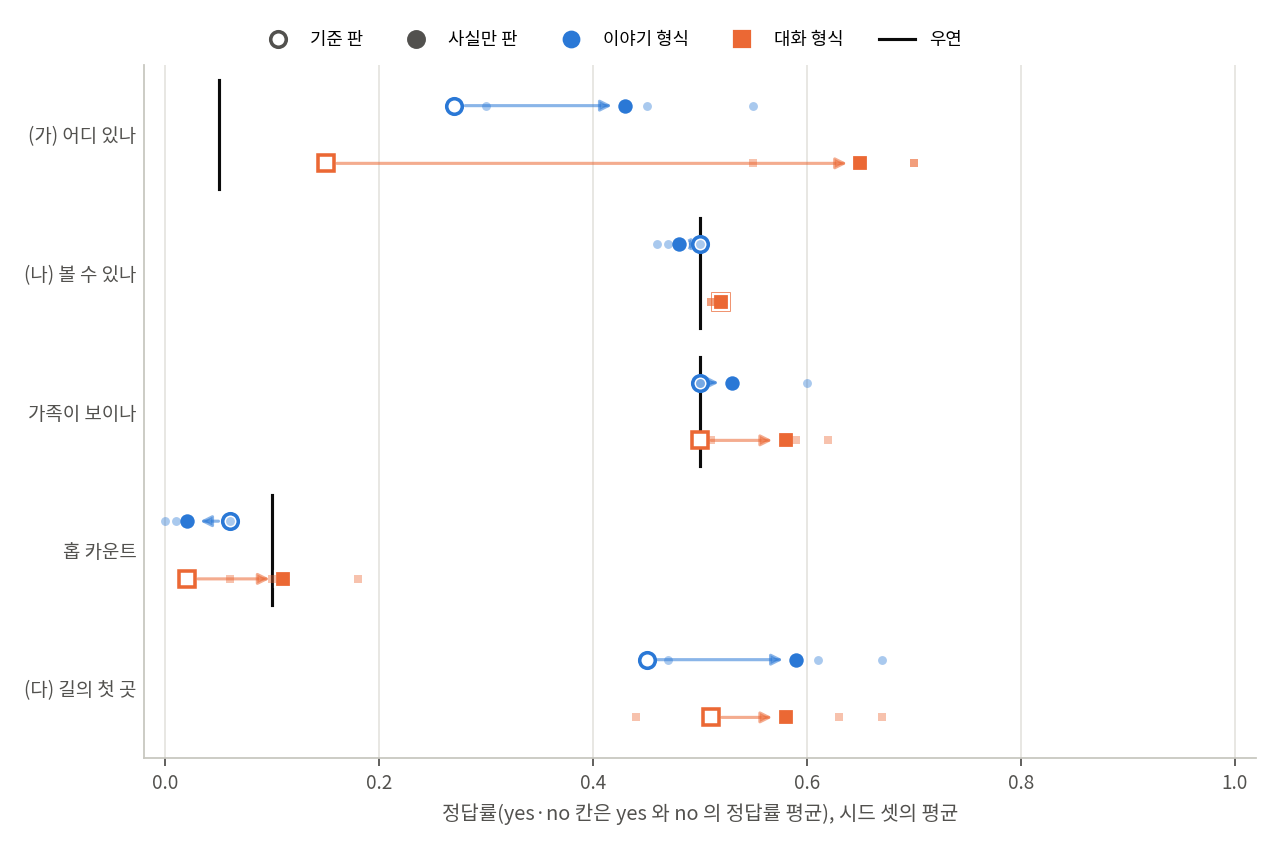 기준 판
사실만 판
이야기 형식
대화 형식
우연
(가) 어디 있나
(나) 볼 수 있나
가족이 보이나
홉 카운트
(다) 길의 첫 곳
0.0 0.2 0.4 0.6 0.8 1.0
정답률(yes·no 칸은 yes 와 no 의 정답률 평균), 시드 셋의 평균